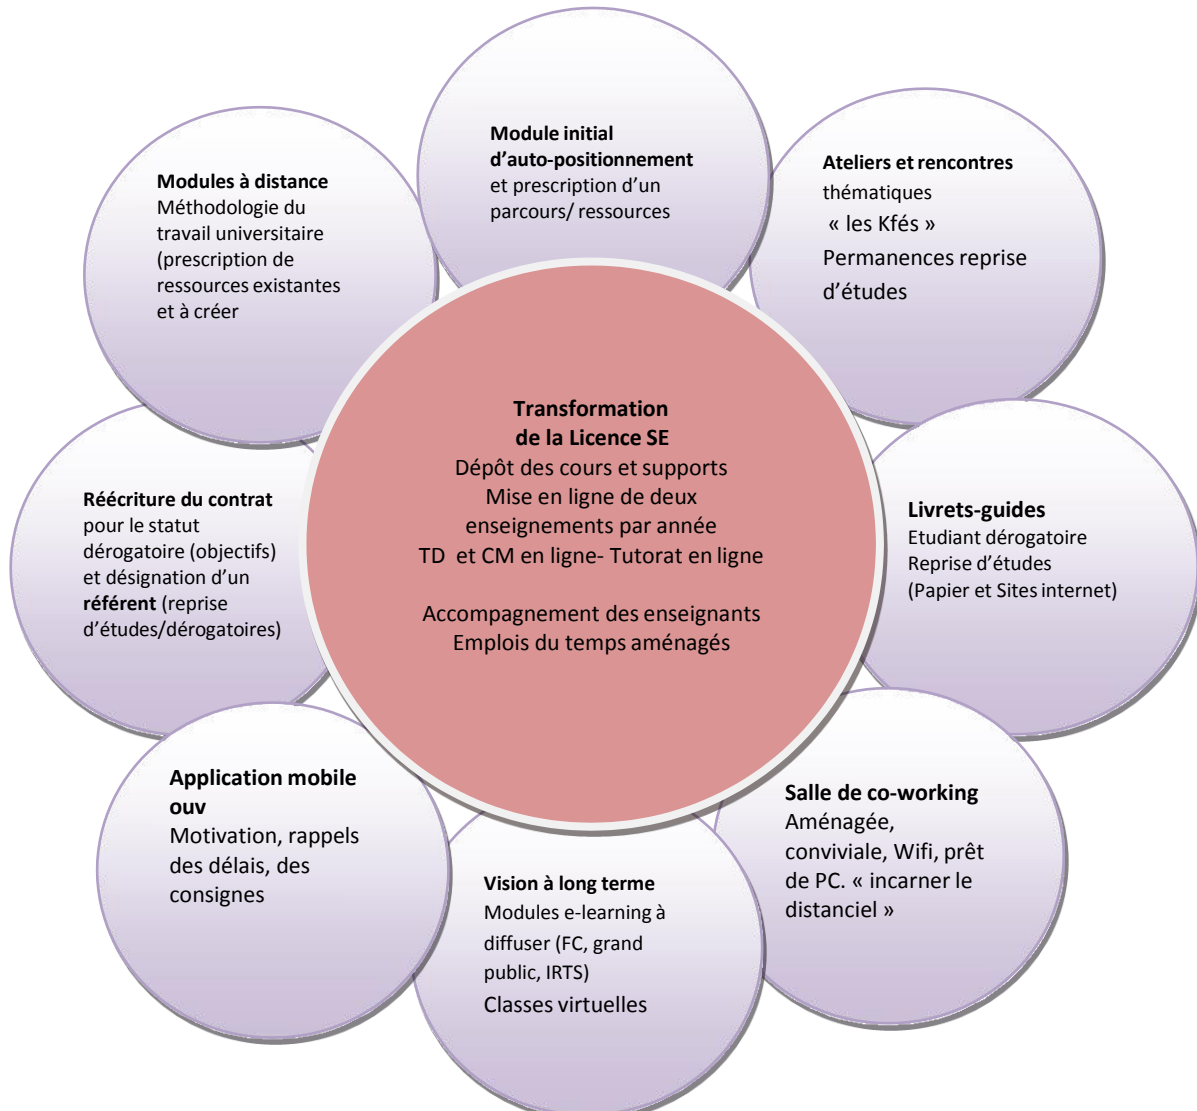 Module initial
d’auto-positionnement
et prescription d’un
parcours/ ressources
Ateliers et rencontres
thématiques
« les Kfés »
Permanences reprise
d’études
Livrets-guides
Etudiant dérogatoire
Reprise d’études
(Papier et Sites internet)
Salle de co-working
Aménagée,
conviviale, Wifi, prêt
de PC. « incarner le
distanciel »
Vision à long terme
Modules e-learning à
diffuser (FC, grand
public, IRTS)
Classes virtuelles
Application mobile
ouv
Motivation, rappels
des délais, des
consignes
Réécriture du contrat
pour le statut
dérogatoire (objectifs)
et désignation d’un
référent (reprise
d’études/dérogatoires)
Modules à distance
Méthodologie du
travail universitaire
(prescription de
ressources existantes
et à créer
Transformation
de la Licence SE
Dépôt des cours et supports
Mise en ligne de deux
enseignements par année
TD et CM en ligne- Tutorat en ligne
Accompagnement des enseignants
Emplois du temps aménagés